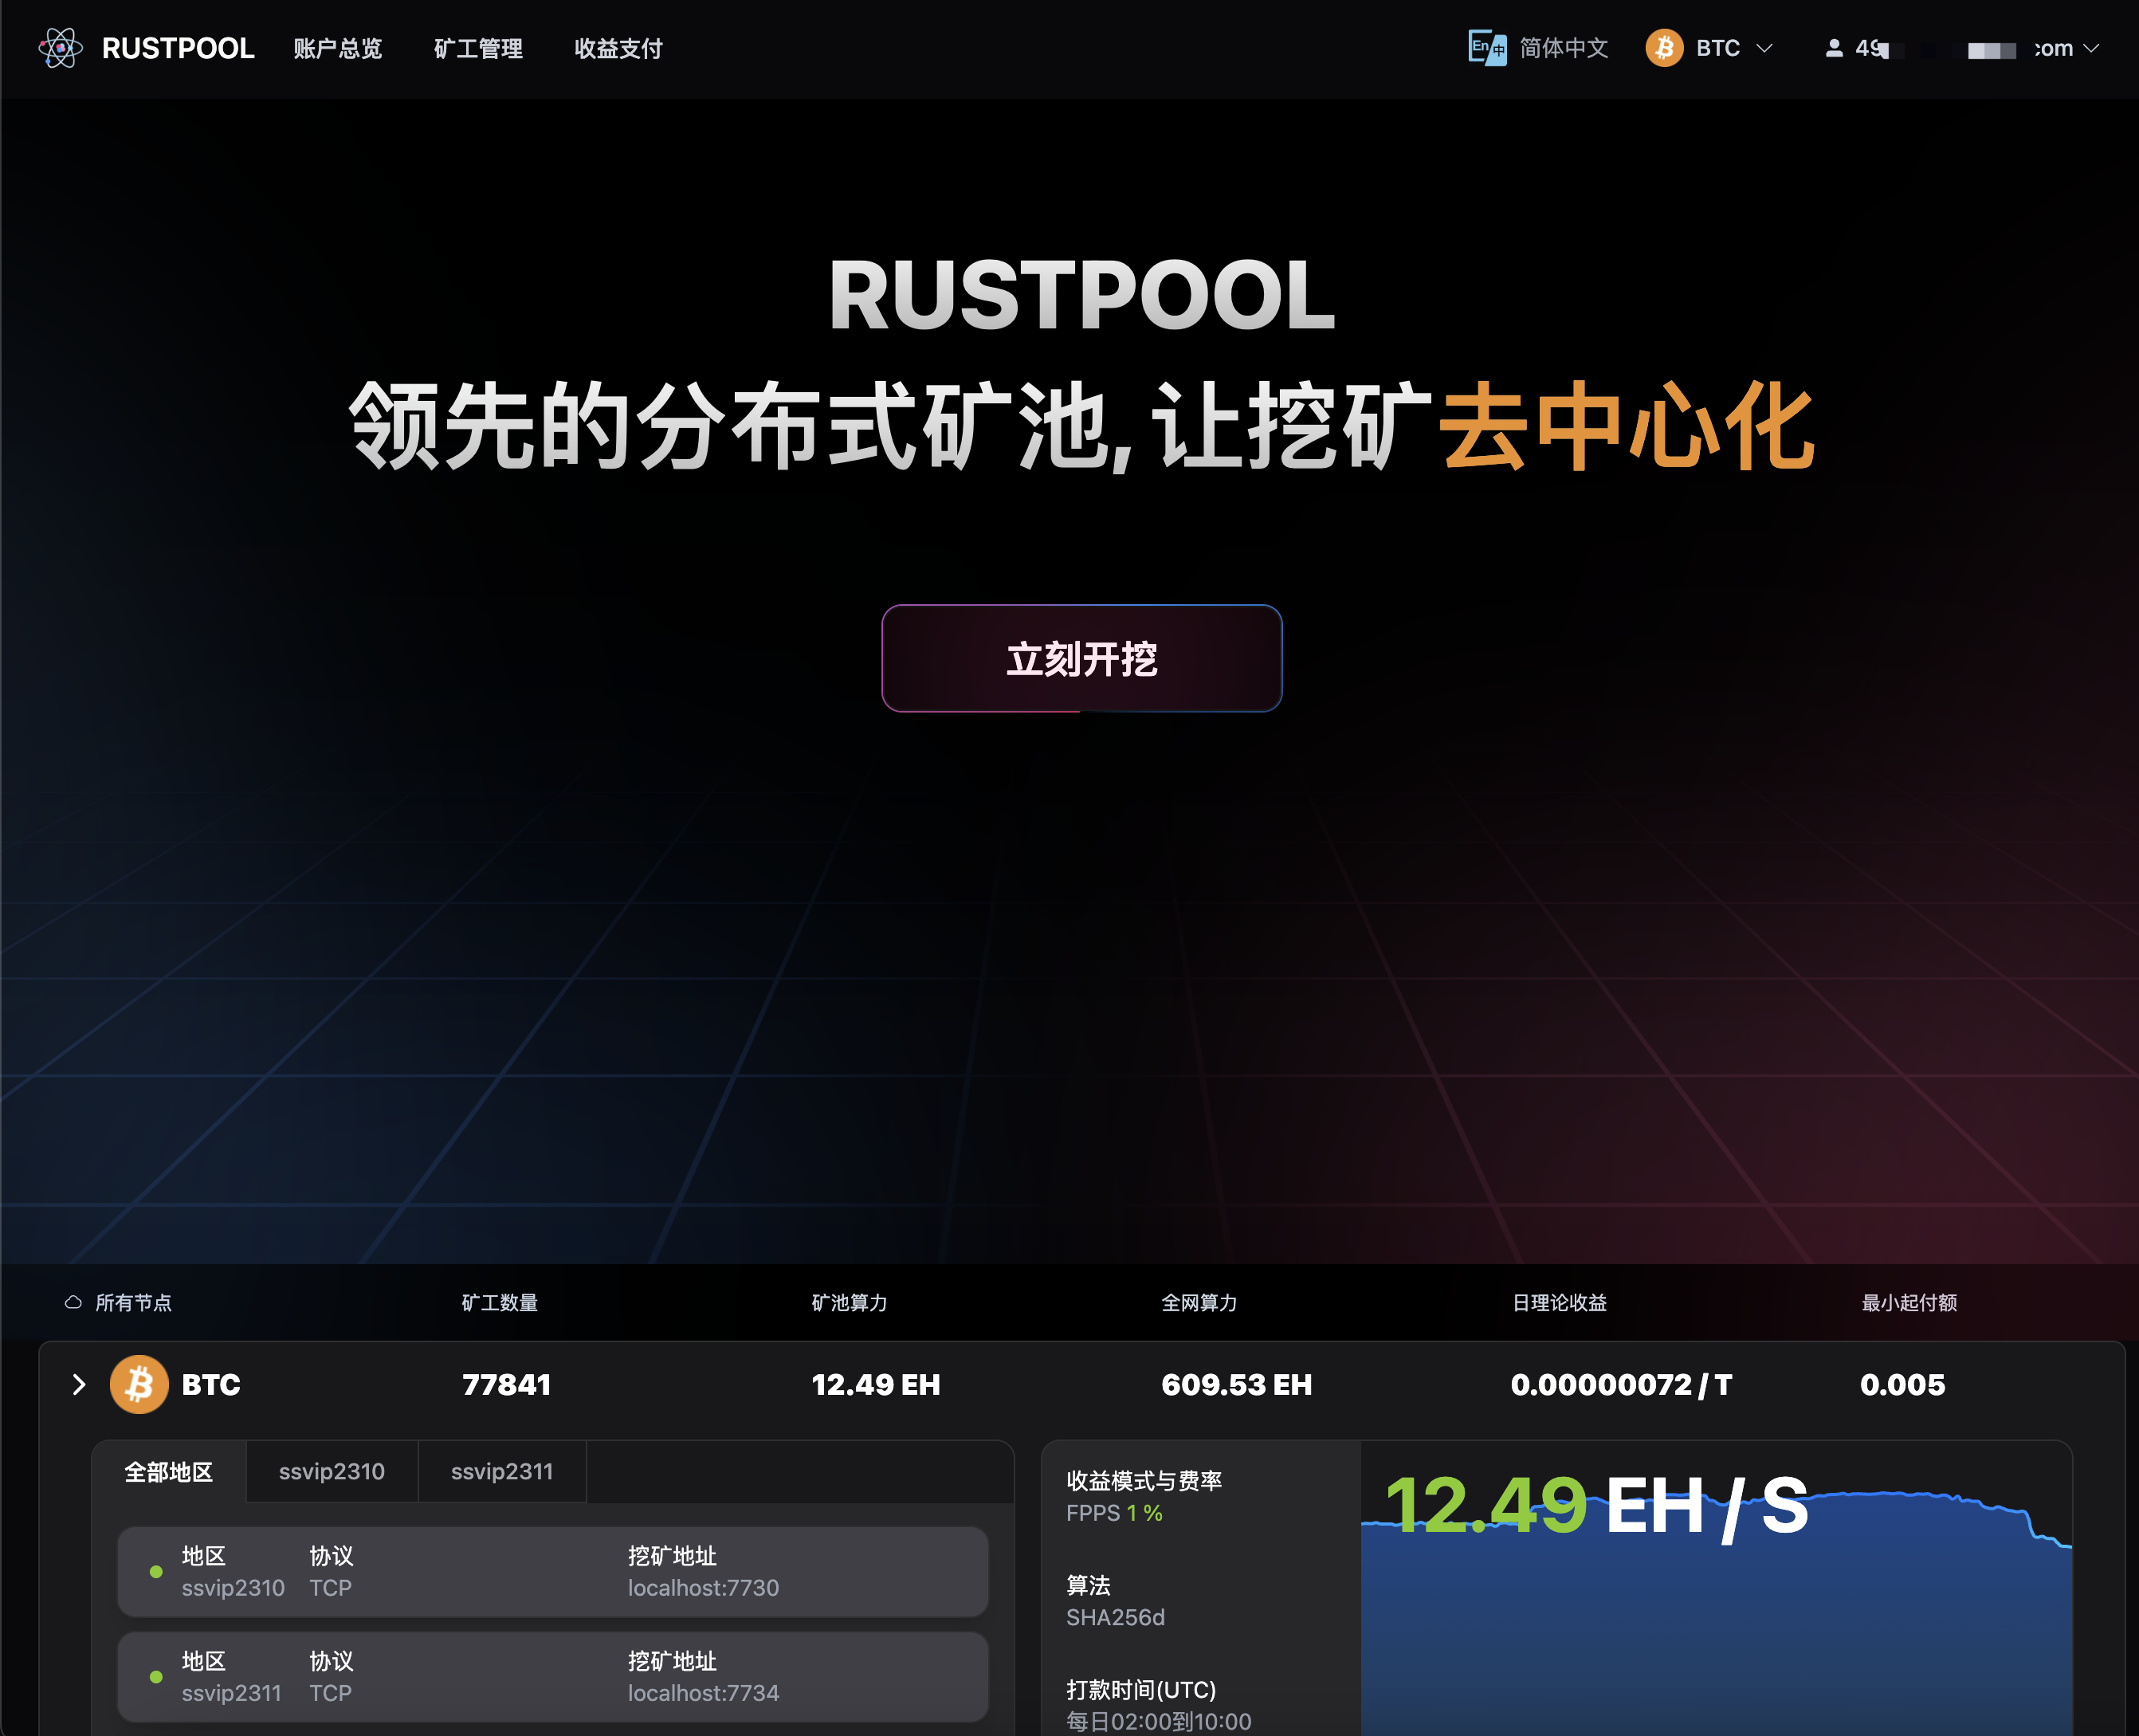 RUSTPOOL 账户总览 矿工管理 收益支付 En中 简体中文 BTC
RUSTPOOL
领先的分布式矿池,让挖矿去中心化
立刻开挖
所有节点 矿工数量 矿池算力 全网算力 日理论收益 最小起付额
BTC 77841 12.49 EH 609.53 EH 0.00000072 / T 0.005
全部地区 ssvip2310 ssvip2311
地区 协议 挖矿地址
ssvip2310 TCP localhost:7730
地区 协议 挖矿地址
ssvip2311 TCP localhost:7734
收益模式与费率
FPPS 1 %
算法
SHA256d
打款时间(UTC)
每日02:00到10:00
12.49 EH / S